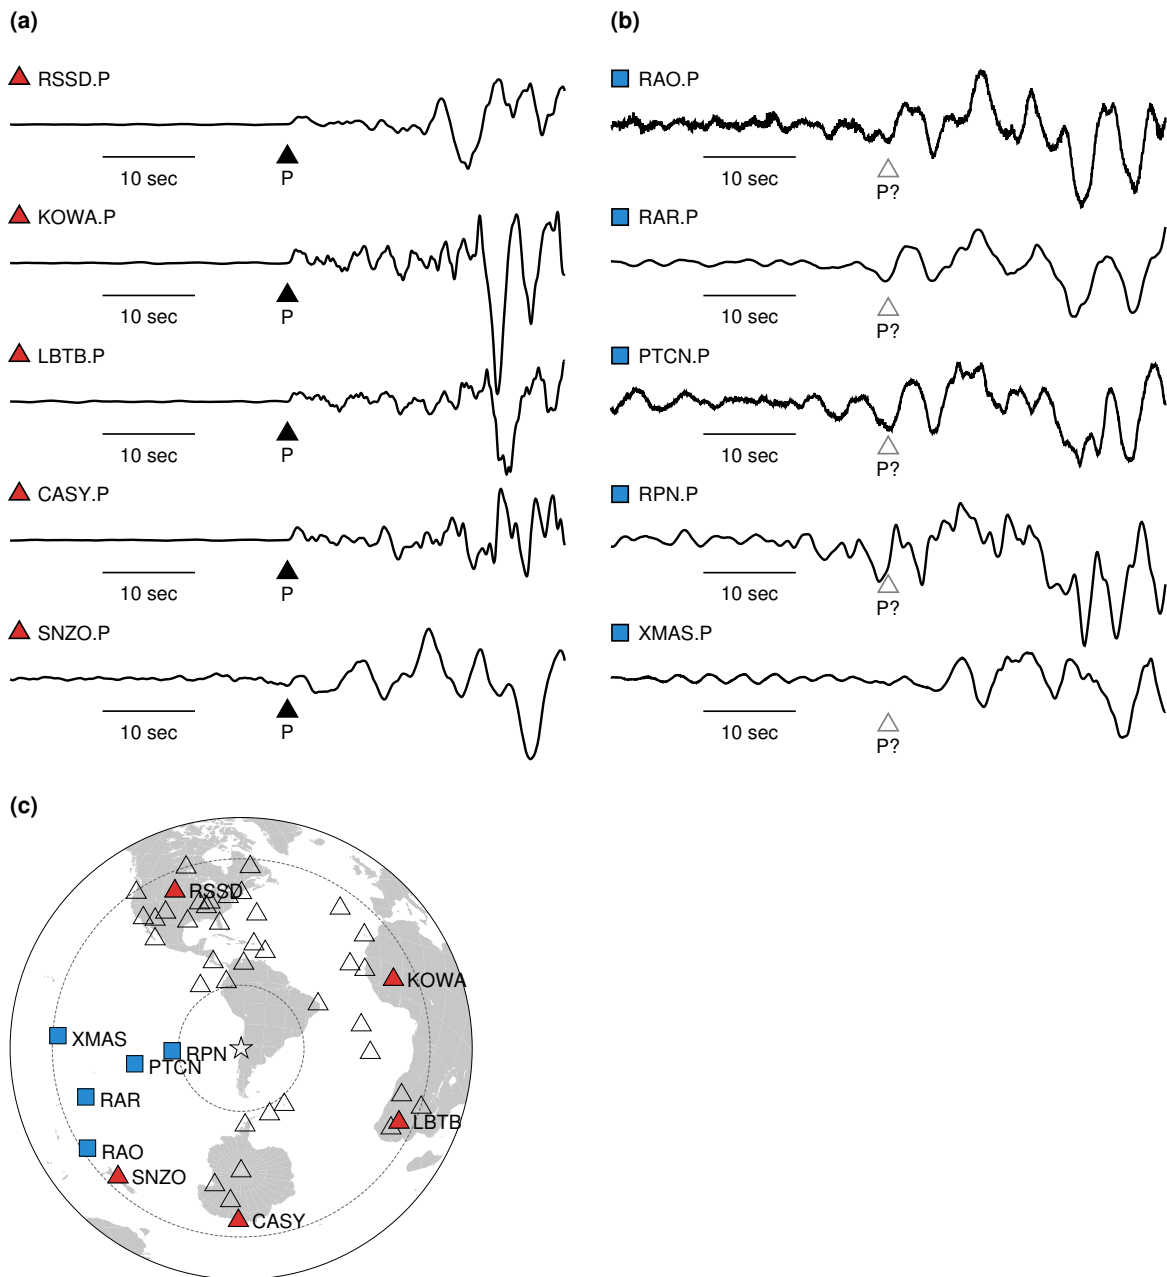 (a)
RSSD.P
10 sec
P
KOWA.P
10 sec
P
LBTB.P
10 sec
P
CASY.P
10 sec
P
SNZO.P
10 sec
P
(b)
RAO.P
10 sec
P?
RAR.P
10 sec
P?
PTCN.P
10 sec
P?
RPN.P
10 sec
P?
XMAS.P
10 sec
P?
(c)
RSSD
KOWA
XMAS
RPN
PTCN
RAR
LBTB
RAO
SNZO
CASY